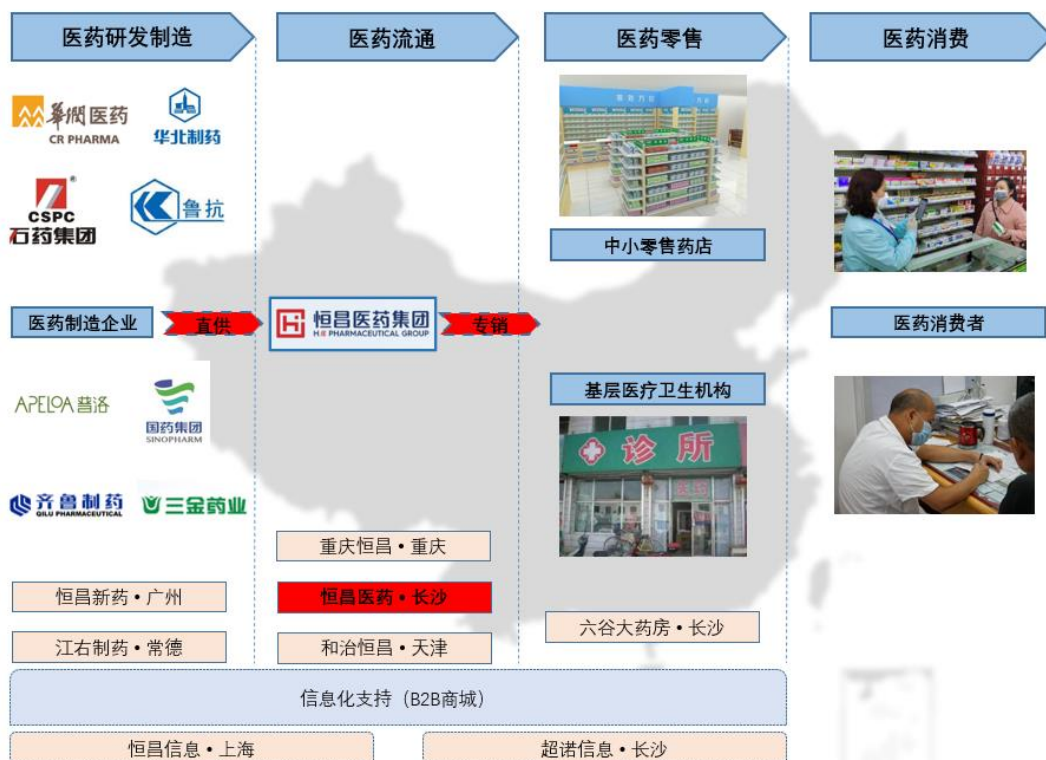 医药研发制造
医药流通
医药零售
医药消费
華潤医药
CR PHARMA
华北制药
CSPC
石药集团
鲁抗
中小零售药店
医药制造企业
直供
恒昌医药集团
PHARMACEUTICAL GROUP
专销
医药消费者
基层医疗卫生机构
APELOA 普洛
国药集团
SINOPHARM
诊所
医药
齐鲁制药
QILU PHARMACEUTICAL
三金药业
重庆恒昌•重庆
恒昌新药•广州
恒昌医药•长沙
六谷大药房•长沙
江右制药•常德
和治恒昌•天津
信息化支持（B2B商城）
恒昌信息•上海
超诺信息•长沙